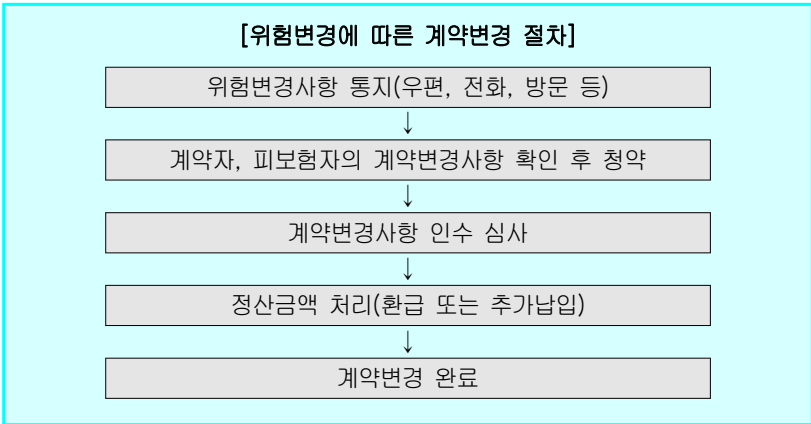 [위험변경에 따른 계약변경 절차]
위험변경사항 통지(우편, 전화, 방문 등)
↓
계약자, 피보험자의 계약변경사항 확인 후 청약
↓
계약변경사항 인수 심사
↓
정산금액 처리(환급 또는 추가납입)
↓
계약변경 완료